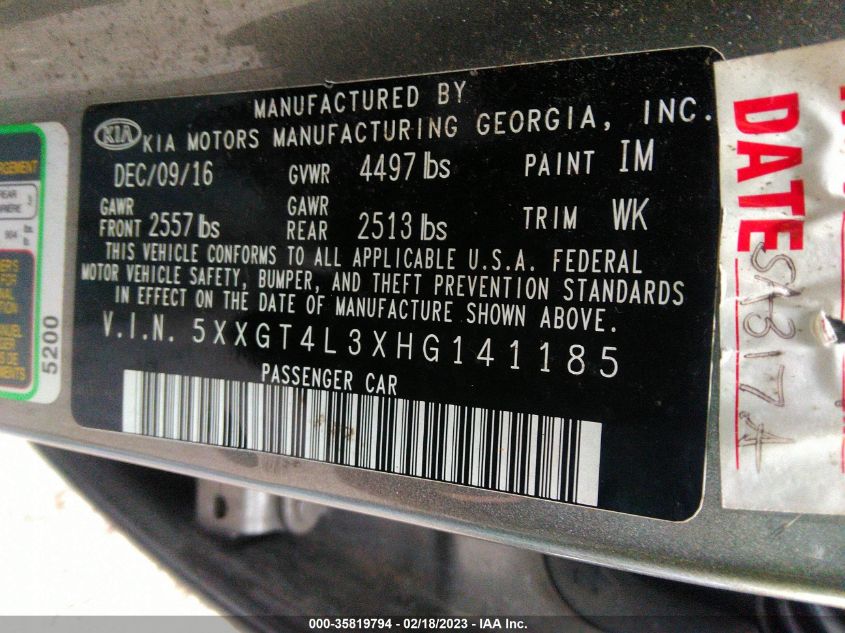 MANUFACTURED BY
KIA KIA MOTORS MANUFACTURING GEORGIA, INC.
DEC/09/16 GVWR 4497 lbs PAINT IM
GAWR FRONT 2557 lbs GAWR REAR 2513 lbs TRIM WK
THIS VEHICLE CONFORMS TO ALL APPLICABLE U.S.A. FEDERAL
MOTOR VEHICLE SAFETY, BUMPER, AND THEFT PREVENTION STANDARDS
IN EFFECT ON THE DATE OF MANUFACTURE SHOWN ABOVE.
V.I.N. 5XXGT4L3XHG141185
PASSENGER CAR
5200
REAR
904
DATE
000-35819794 - 02/18/2023 - IAA Inc.